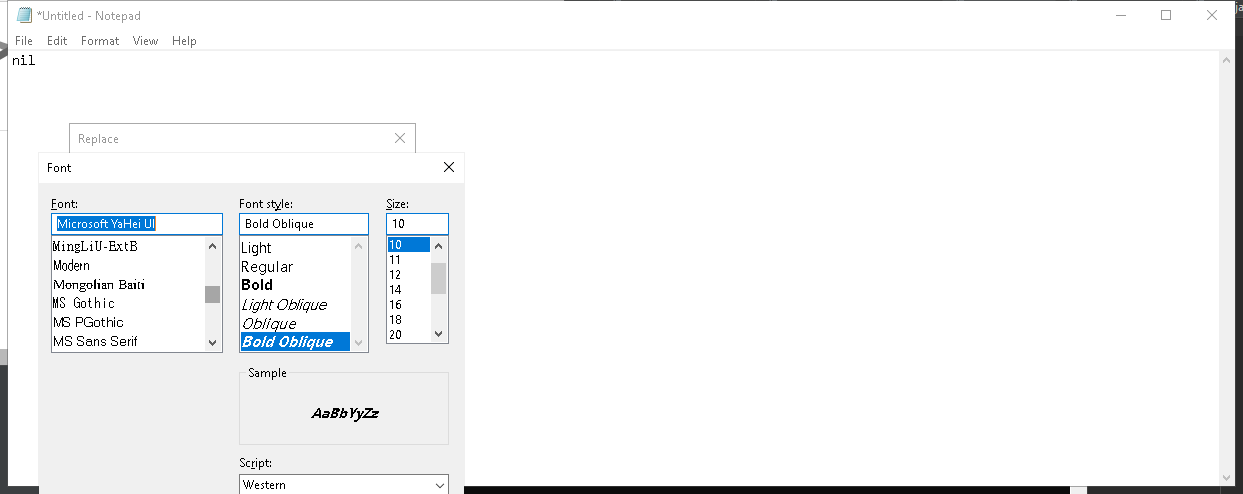 *Untitled - Notepad
File Edit Format View Help
nil
Replace
Font
Font: Font style: Size:
Microsoft YaHei UI Bold Oblique 10
MingLiU-ExtB Light 10
Modern Regular 11
Mongolian Baiti Bold 12
MS Gothic Light Oblique 14
MS PGothic Oblique 16
MS Sans Serif Bold Oblique 18
20
Sample
AaBbYyZz
Script:
Western